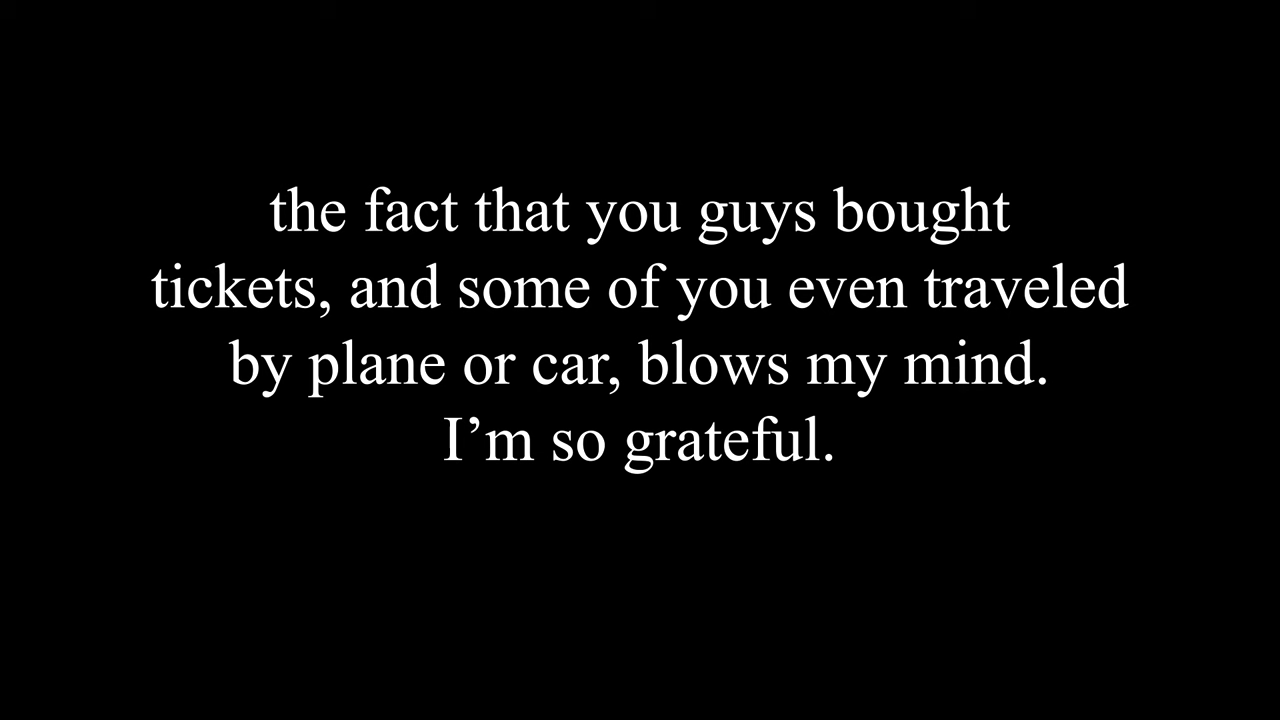 the fact that you guys bought
tickets, and some of you even traveled
by plane or car, blows my mind.
I’m so grateful.